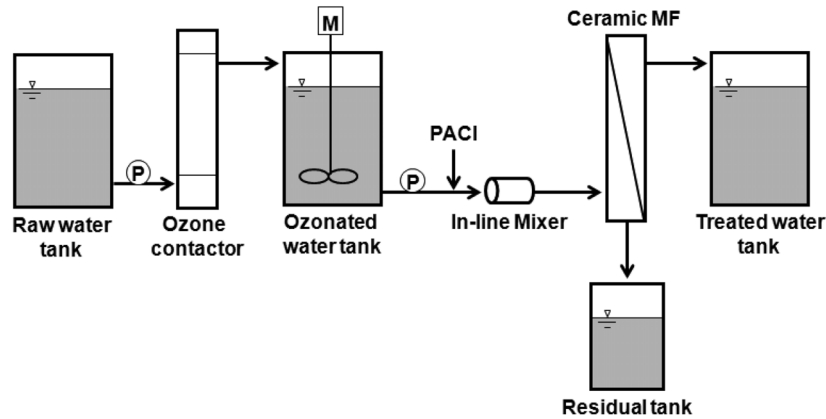 Ceramic MF
M
PACl
P
P
Raw water
tank
Ozone
contactor
Ozonated
water tank
In-line Mixer
Treated water
tank
Residual tank